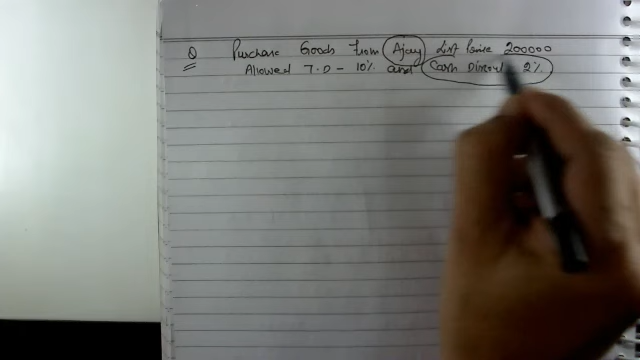 Q Purchase Goods from Ajay List Price 200000
Allowed T.D - 10% and Cash Discount 2%